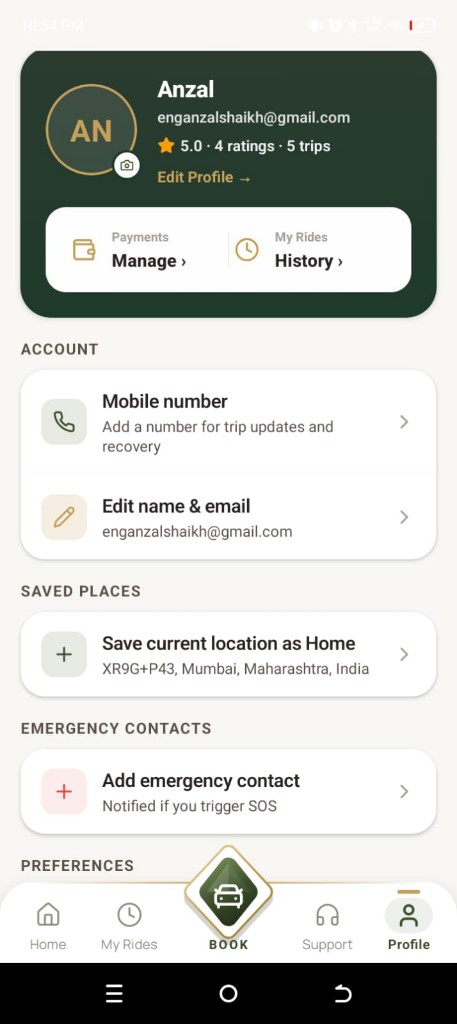 10:54 PM
Anzal
AN
enganzalshaikh@gmail.com
5.0 · 4 ratings · 5 trips
Edit Profile →
Payments
Manage ›
My Rides
History ›
ACCOUNT
Mobile number
Add a number for trip updates and
recovery
Edit name & email
enganzalshaikh@gmail.com
SAVED PLACES
Save current location as Home
XR9G+P43, Mumbai, Maharashtra, India
EMERGENCY CONTACTS
Add emergency contact
Notified if you trigger SOS
PREFERENCES
Home
My Rides
BOOK
Support
Profile